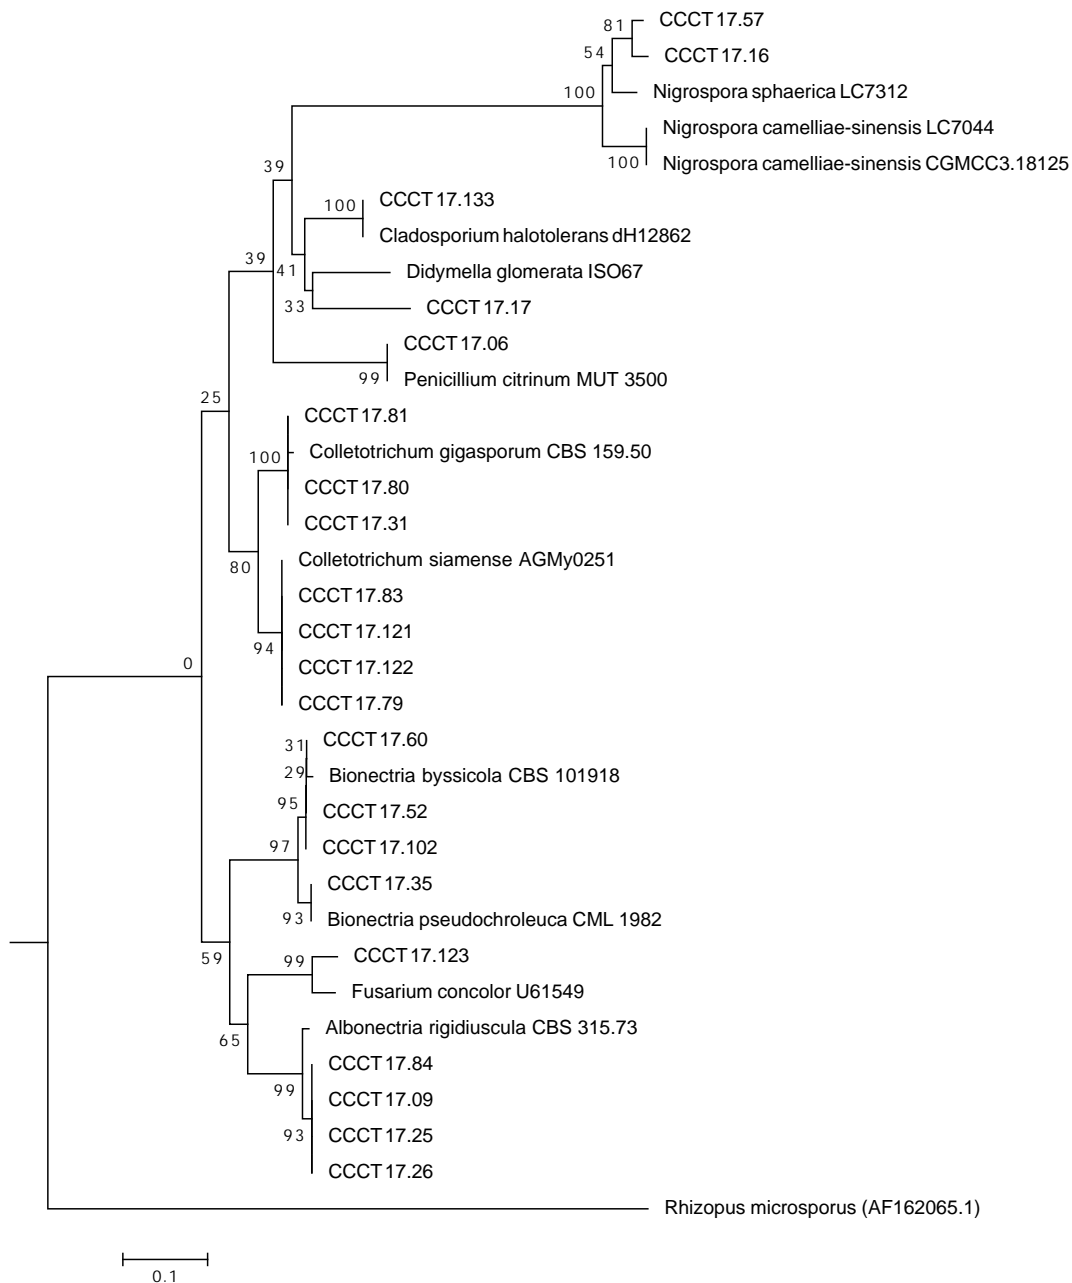 CCCT 17.57
81
54
CCCT 17.16
100
Nigrospora sphaerica LC7312
Nigrospora camelliae-sinensis LC7044
100
Nigrospora camelliae-sinensis CGMCC3.18125
39
100
CCCT 17.133
Cladosporium halotolerans dH12862
39
41
Didymella glomerata ISO67
33
CCCT 17.17
CCCT 17.06
99
Penicillium citrinum MUT 3500
25
CCCT 17.81
100
Colletotrichum gigasporum CBS 159.50
CCCT 17.80
CCCT 17.31
80
Colletotrichum siamense AGMy0251
CCCT 17.83
CCCT 17.121
94
CCCT 17.122
0
CCCT 17.79
31
CCCT 17.60
29
Bionectria byssicola CBS 101918
95
CCCT 17.52
97
CCCT 17.102
CCCT 17.35
93
Bionectria pseudochroleuca CML 1982
59
99
CCCT 17.123
Fusarium concolor U61549
65
Albonectria rigidiuscula CBS 315.73
CCCT 17.84
99
CCCT 17.09
93
CCCT 17.25
CCCT 17.26
Rhizopus microsporus (AF162065.1)
0.1